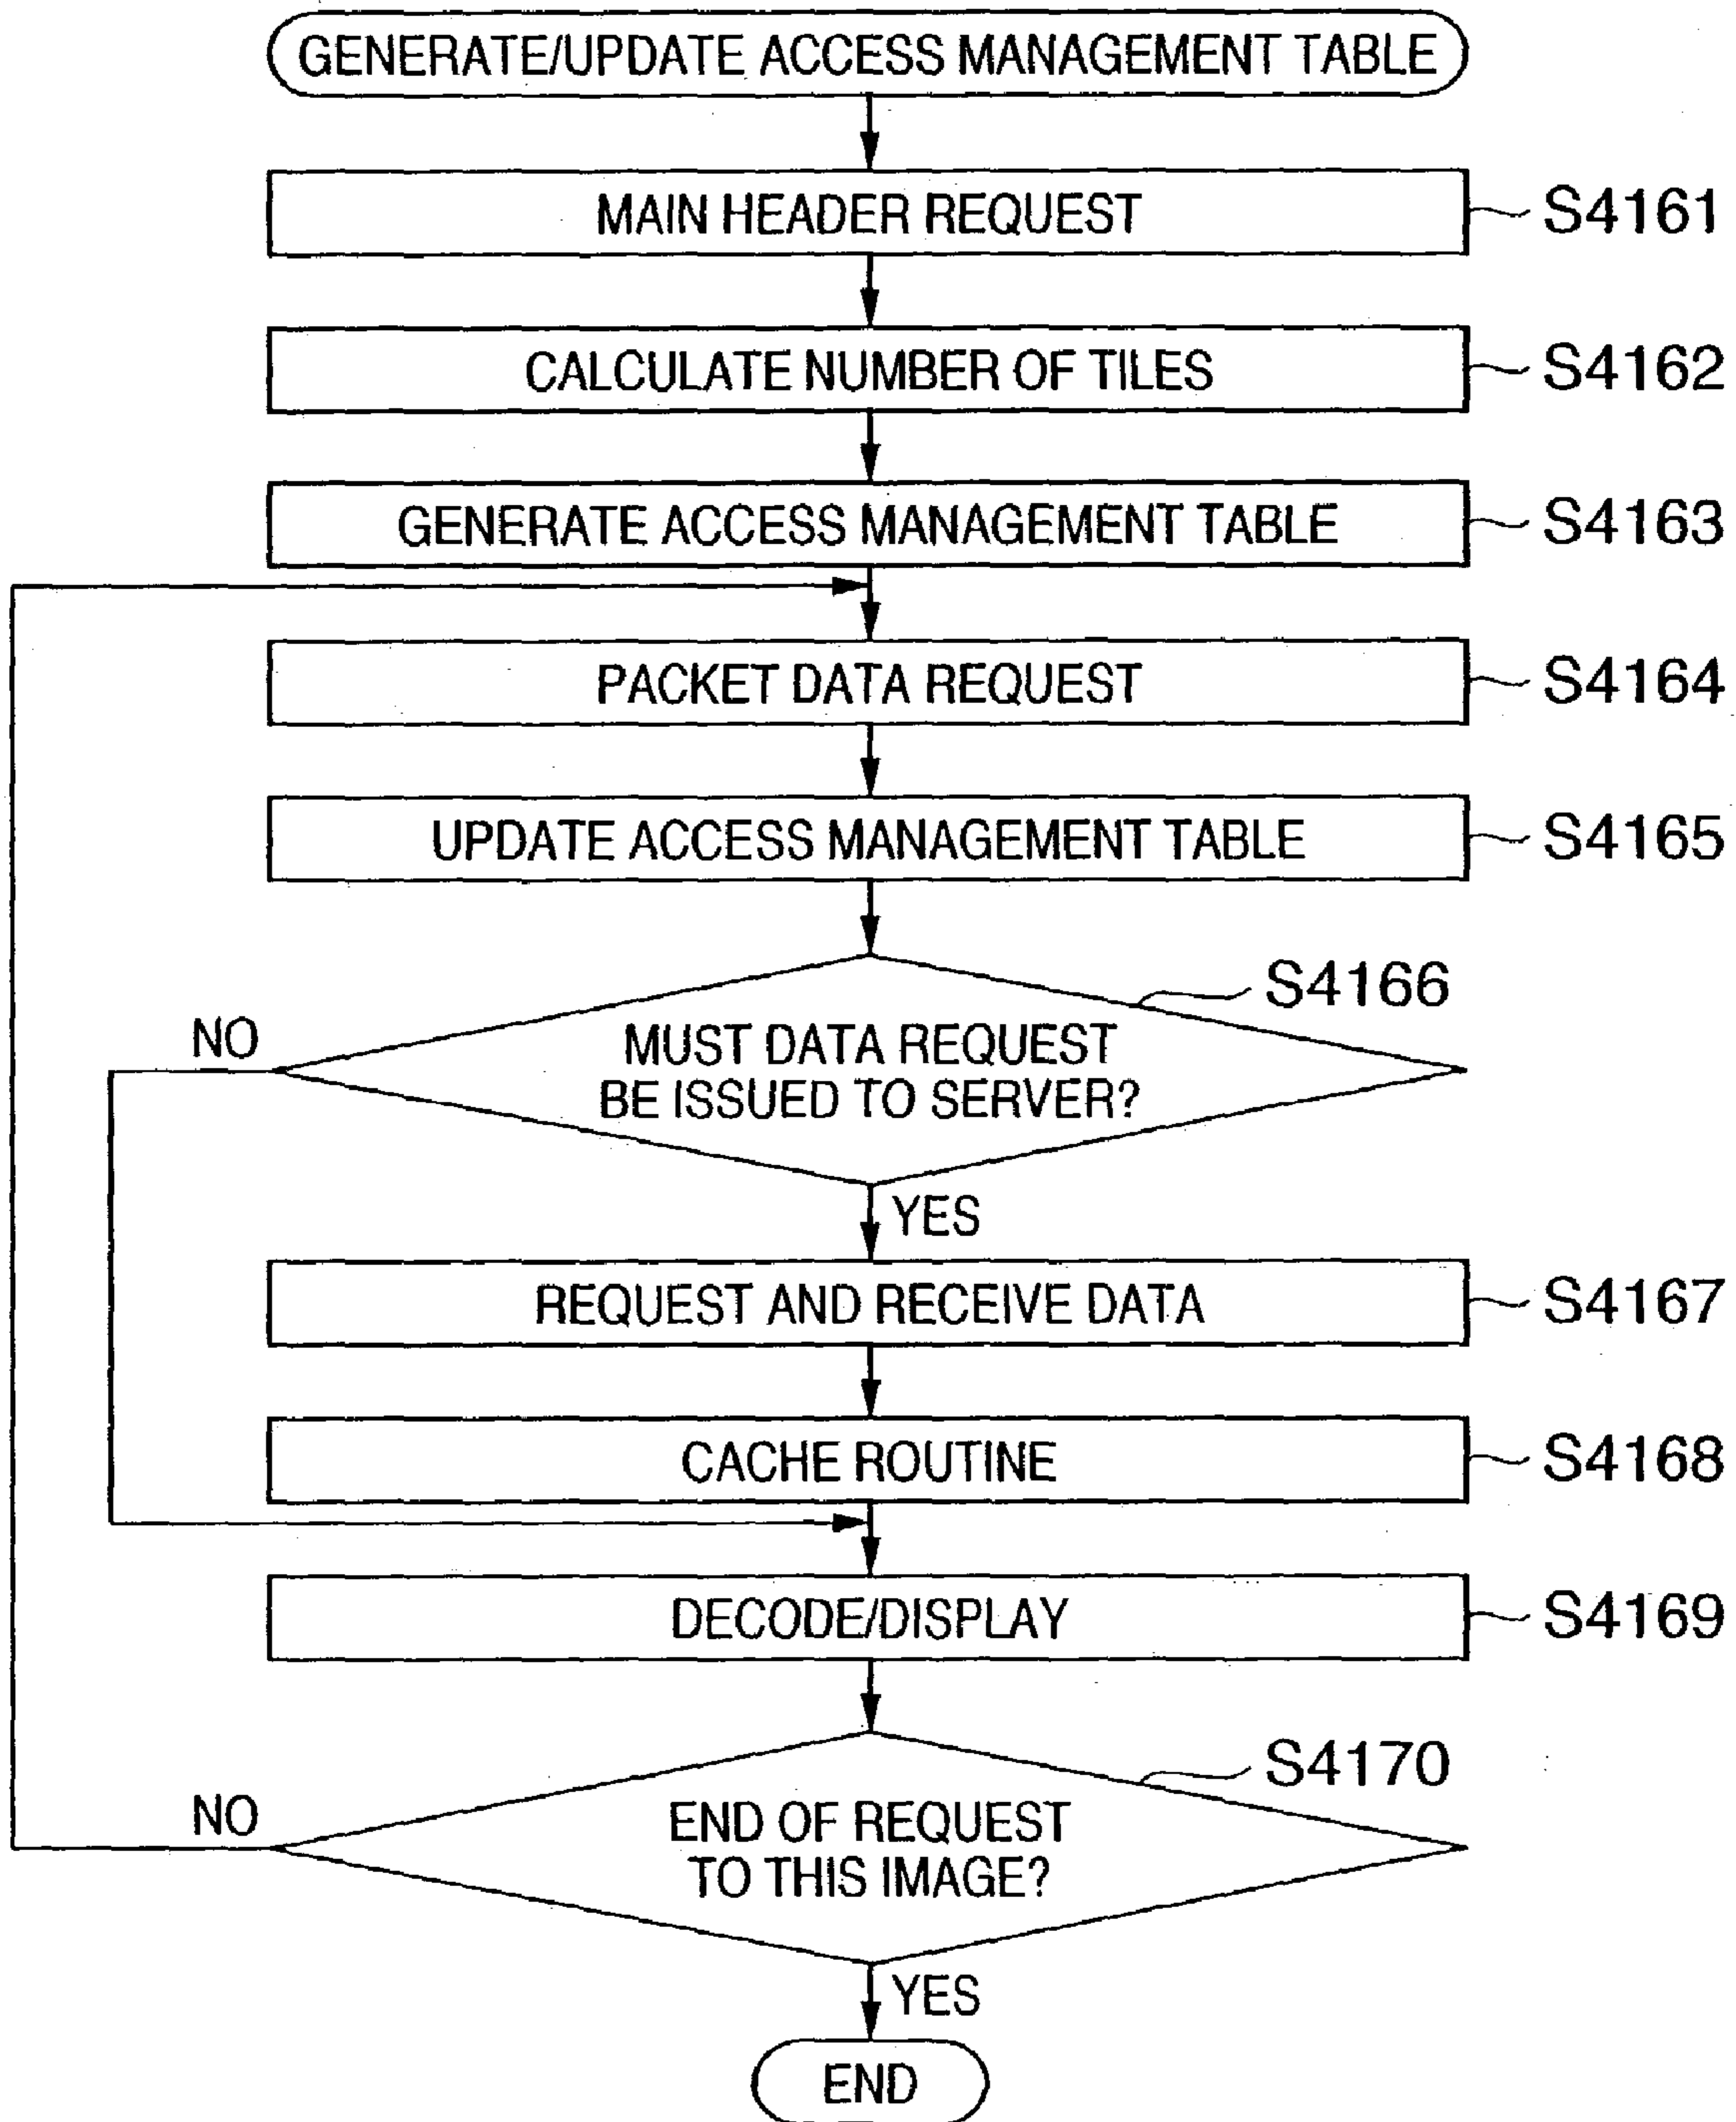 GENERATE/UPDATE ACCESS MANAGEMENT TABLE
MAIN HEADER REQUEST
S4161
CALCULATE NUMBER OF TILES
S4162
GENERATE ACCESS MANAGEMENT TABLE
S4163
PACKET DATA REQUEST
S4164
UPDATE ACCESS MANAGEMENT TABLE
S4165
S4166
NO
MUST DATA REQUEST
BE ISSUED TO SERVER?
YES
REQUEST AND RECEIVE DATA
S4167
CACHE ROUTINE
S4168
DECODE/DISPLAY
S4169
S4170
NO
END OF REQUEST
TO THIS IMAGE?
YES
END